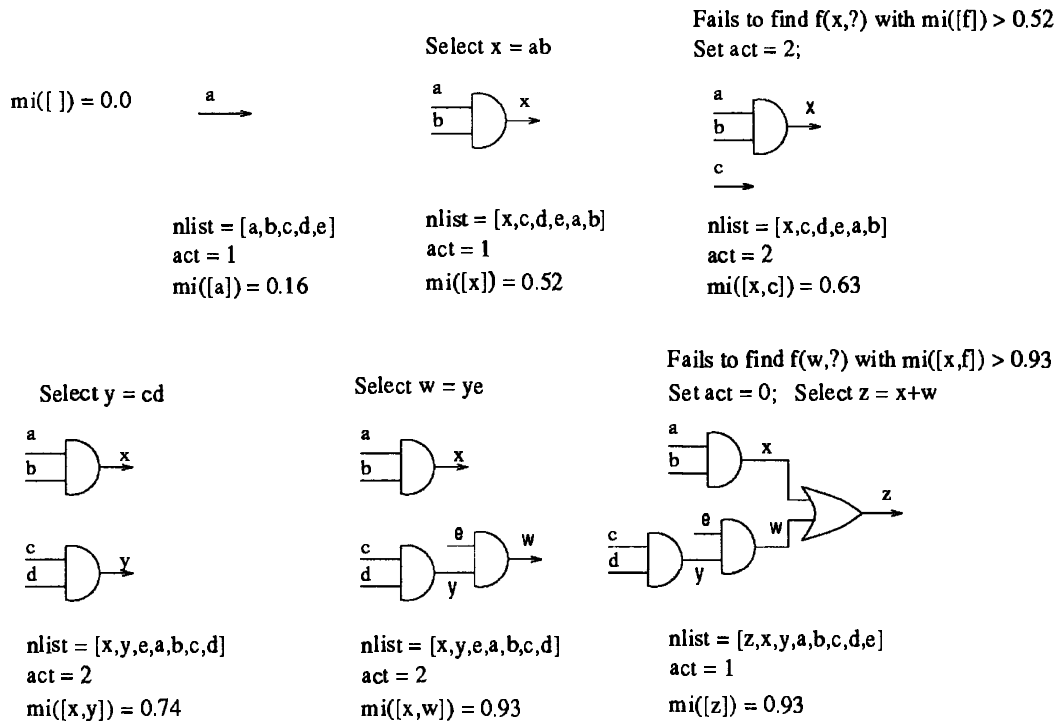 mi([ ]) = 0.0
a
nlist = [a,b,c,d,e]
act = 1
mi([a]) = 0.16
Select x = ab
a
b
x
nlist = [x,c,d,e,a,b]
act = 1
mi([x]) = 0.52
Fails to find f(x,?) with mi([f]) > 0.52
Set act = 2;
a
b
x
c
nlist = [x,c,d,e,a,b]
act = 2
mi([x,c]) = 0.63
Select y = cd
a
b
x
c
d
y
nlist = [x,y,e,a,b,c,d]
act = 2
mi([x,y]) = 0.74
Select w = ye
a
b
x
c
d
e
y
w
nlist = [x,y,e,a,b,c,d]
act = 2
mi([x,w]) = 0.93
Fails to find f(w,?) with mi([x,f]) > 0.93
Set act = 0; Select z = x+w
a
b
x
c
d
e
y
w
z
nlist = [z,x,y,a,b,c,d,e]
act = 1
mi([z]) = 0.93